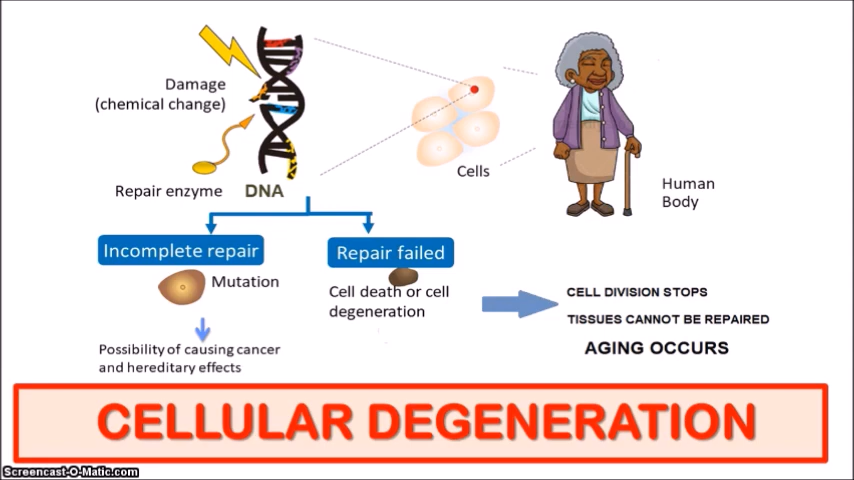 Damage
(chemical change)
Repair enzyme
DNA
Cells
Human
Body
Incomplete repair
Repair failed
Mutation
Cell death or cell
degeneration
Possibility of causing cancer
and hereditary effects
CELL DIVISION STOPS
TISSUES CANNOT BE REPAIRED
AGING OCCURS
CELLULAR DEGENERATION
Screencast-O-Matic.com